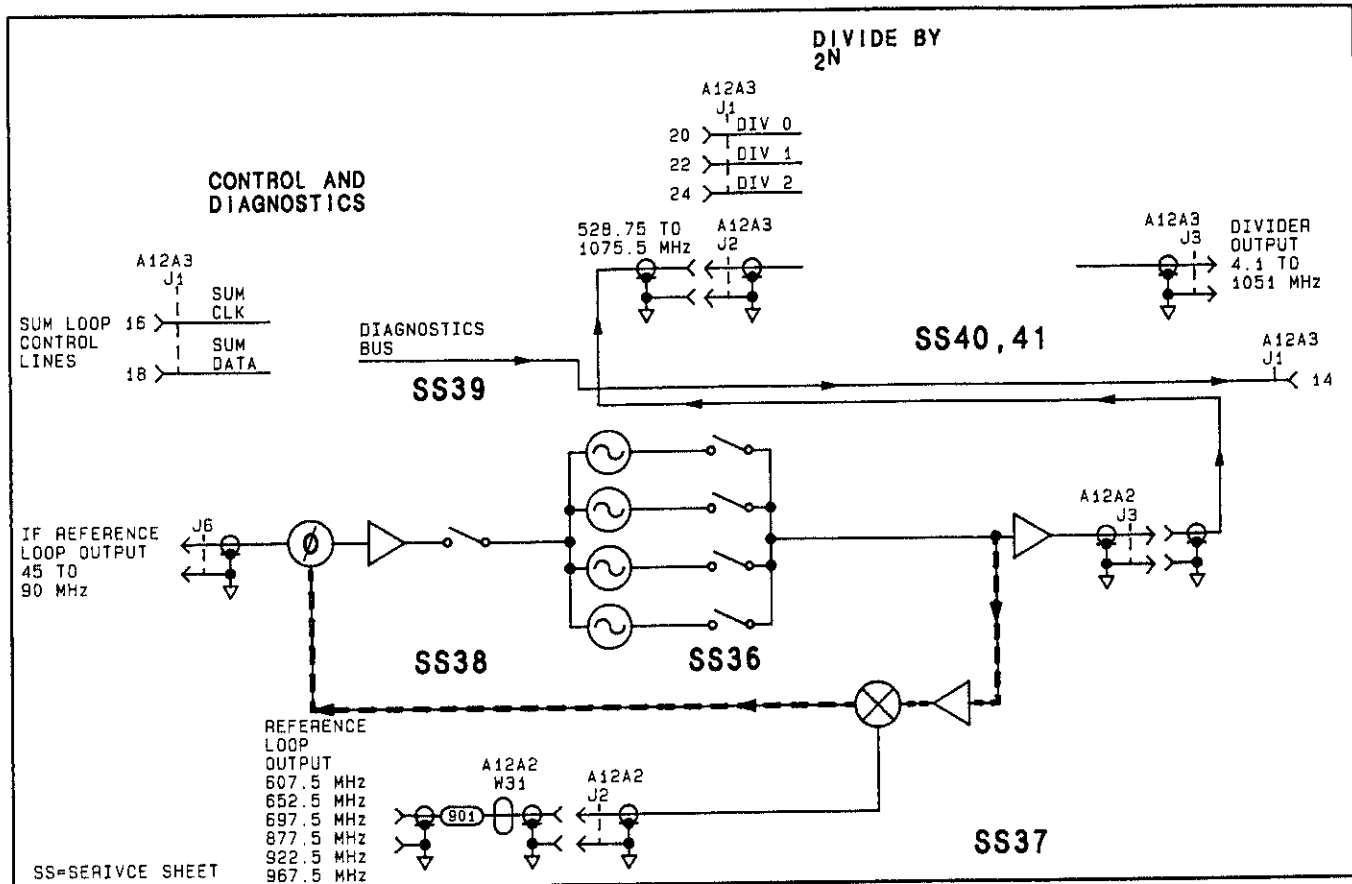 DIVIDE BY
2N
A12A3
J1
20 DIV 0
22 DIV 1
24 DIV 2
CONTROL AND
DIAGNOSTICS
528.75 TO
1075.5 MHz
A12A3
J2
A12A3
J3
DIVIDER
OUTPUT
4.1 TO
1051 MHz
A12A3
J1
SUM LOOP
CONTROL
LINES
16 SUM
CLK
18 SUM
DATA
DIAGNOSTICS
BUS
SS39
SS40,41
A12A3
J1
14
IF REFERENCE
LOOP OUTPUT
45 TO
90 MHz
J6
Ø
A12A2
J3
SS38
SS36
REFERENCE
LOOP
OUTPUT
607.5 MHz
652.5 MHz
697.5 MHz
877.5 MHz
922.5 MHz
967.5 MHz
901
A12A2
W31
A12A2
J2
SS37
SS=SERIVCE SHEET